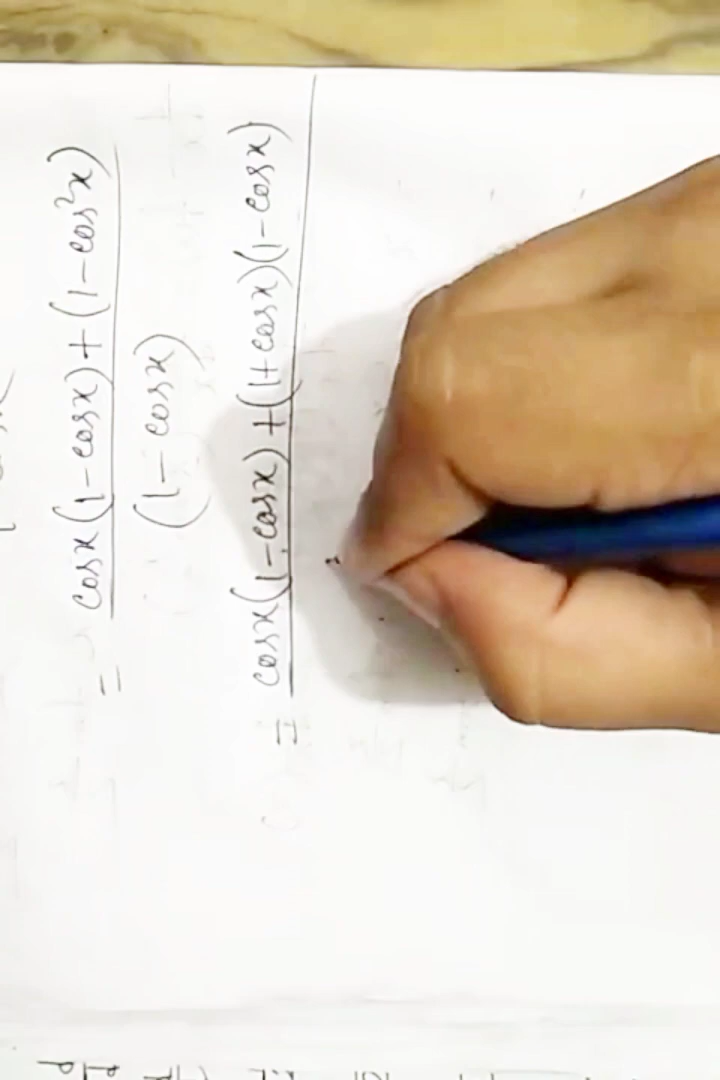 = cosx(1-cosx)+(1-cos²x)
(1-cosx)
= cosx(1-cosx)+(1+cosx)(1-cosx)